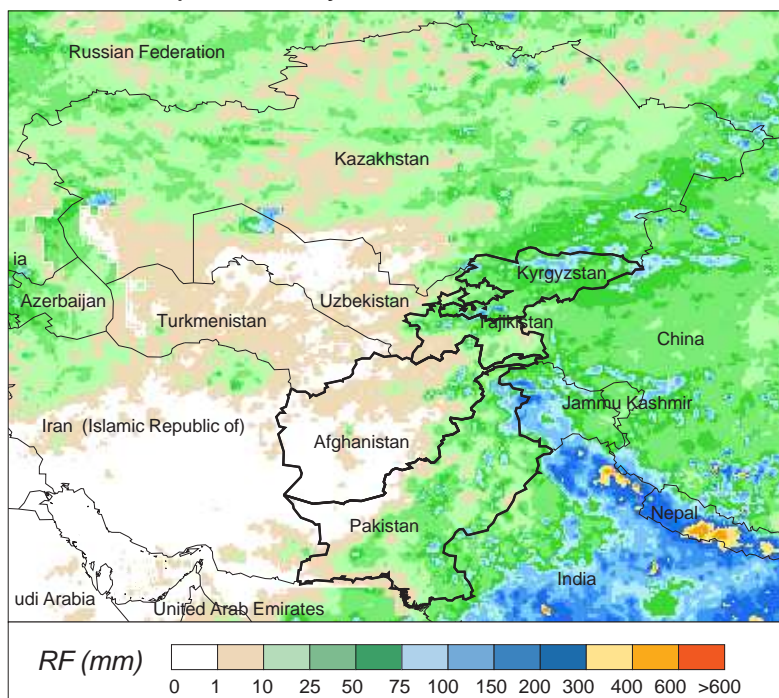 Russian Federation
Kazakhstan
ia
Kyrgyzstan
Azerbaijan
Uzbekistan
Turkmenistan
Tajikistan
China
Jammu Kashmir
Iran (Islamic Republic of)
Afghanistan
Nepal
Pakistan
India
udi Arabia
United Arab Emirates
RF (mm)
0 1 10 25 50 75 100 150 200 300 400 600 >600